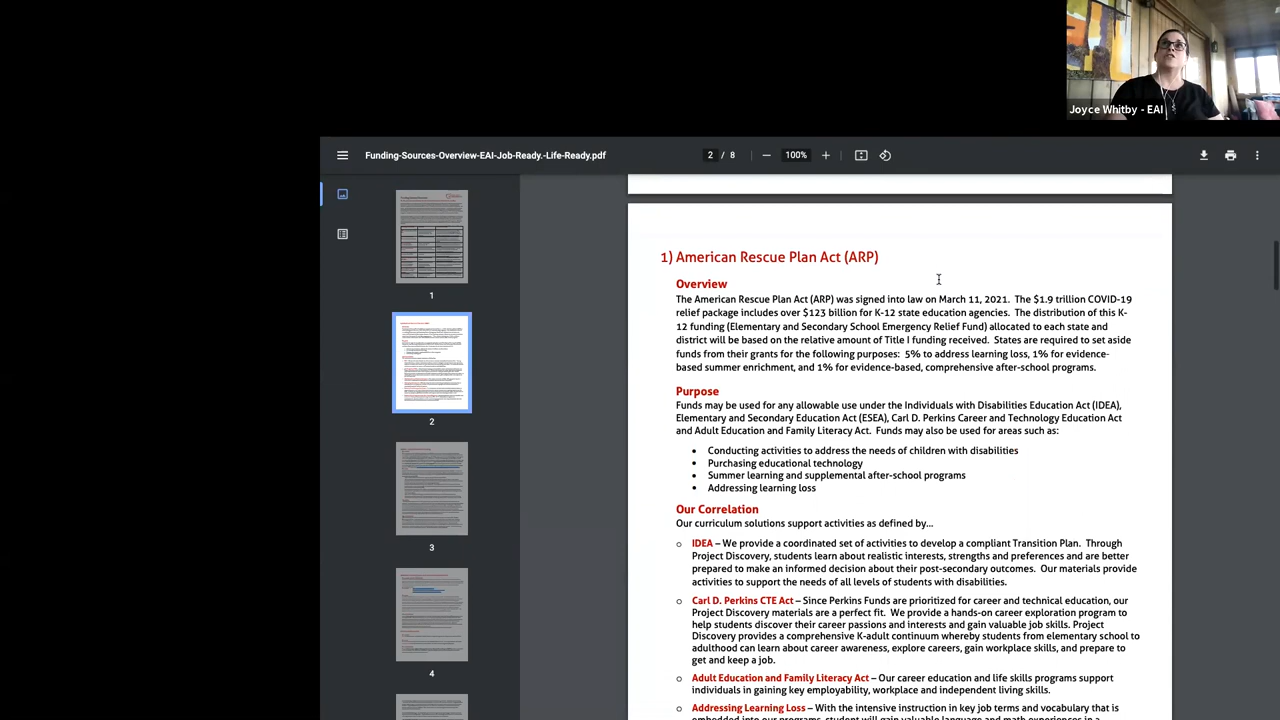 Joyce Whitby - EAI
Funding-Sources-Overview-EAI-Job-Ready.-Life-Ready.pdf
2 / 8
100%
1
2
3
4
1) American Rescue Plan Act (ARP)
Overview
The American Rescue Plan Act (ARP) was signed into law on March 11, 2021. The $1.9 trillion COVID-19
relief package includes over $123 billion for K-12 state education agencies. The distribution of this K-
12 funding (Elementary and Secondary School Emergency Relief Fund) allocated to each state and
district will be based on the relative amount of Title I funding received. States are required to set aside
funds from their grants for the following areas: 5% to address learning loss, 1% for evidence-
based summer enrichment, and 1% for evidence-based, comprehensive after-school programs.
Purpose
Funds may be used for any allowable use under the Individuals with Disabilities Education Act (IDEA),
Elementary and Secondary Education Act (ESEA), Carl D. Perkins Career and Technology Education Act
and Adult Education and Family Literacy Act. Funds may also be used for areas such as:
• Conducting activities to address the needs of children with disabilities
• Purchasing educational technology
• Summer learning and supplemental after-school programs
• Addressing learning loss
Our Correlation
Our curriculum solutions support activities as defined by...
o IDEA – We provide a coordinated set of activities to develop a compliant Transition Plan. Through
Project Discovery, students learn about realistic interests, strengths and preferences and are better
prepared to make an informed decision about their post-secondary outcomes. Our materials provide
activities to support the needs of all levels of students with disabilities.
o Carl D. Perkins CTE Act – Since Perkins Funds are prioritized for career and technical education, our
Project Discovery materials are a perfect fit. We provide a hands-on career exploration program to
help students discover their career passions and interests and gain valuable job skills. Project
Discovery provides a comprehensive K-adult continuum whereby students from elementary school to
adulthood can learn about career awareness, explore careers, gain workplace skills, and prepare to
get and keep a job.
o Adult Education and Family Literacy Act – Our career education and life skills programs support
individuals in gaining key employability, workplace and independent living skills.
o Addressing Learning Loss – With the intensive instruction in key job terms and vocabulary that is
embedded into our programs, student will gain valuable language and math experiences in a